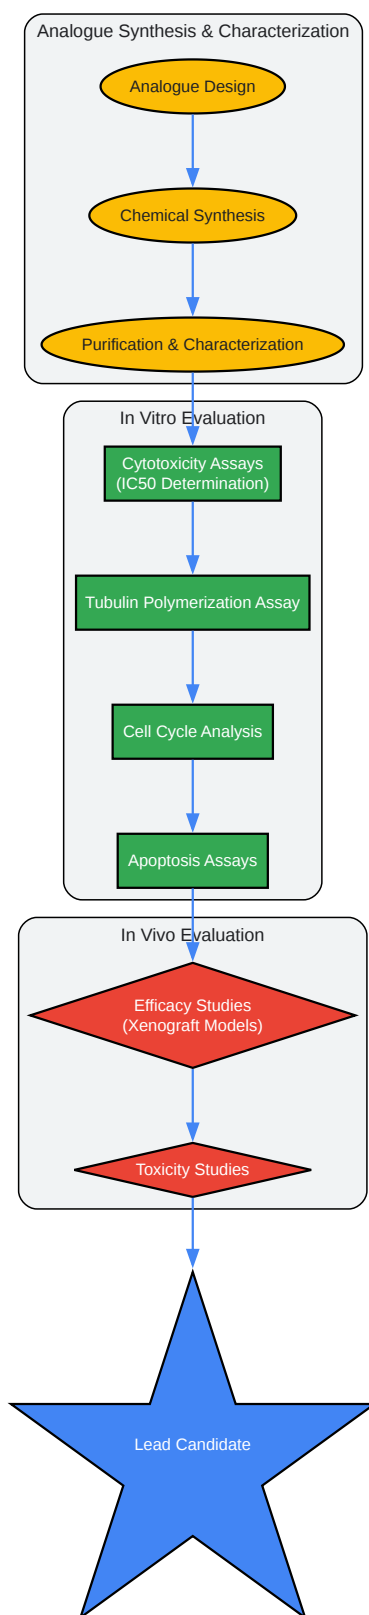 Analogue Synthesis & Characterization
Analogue Design
Chemical Synthesis
Purification & Characterization
In Vitro Evaluation
Cytotoxicity Assays
(IC50 Determination)
Tubulin Polymerization Assay
Cell Cycle Analysis
Apoptosis Assays
In Vivo Evaluation
Efficacy Studies
(Xenograft Models)
Toxicity Studies
Lead Candidate